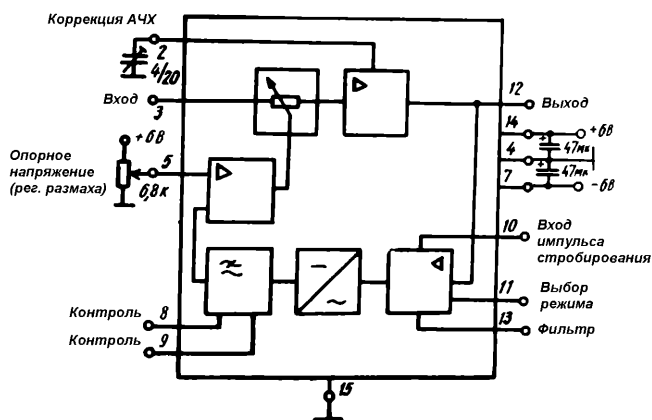 Коррекция АЧХ
2
4/20
Вход
3
+6В
Опорное
напряжение
(рег. размаха)
5
6,8к
Контроль 8
Контроль 9
12
Выход
14
+6В
47мк
4
47мк
7
-6В
10
Вход
импульса
стробирования
11
Выбор
режима
13
Фильтр
15